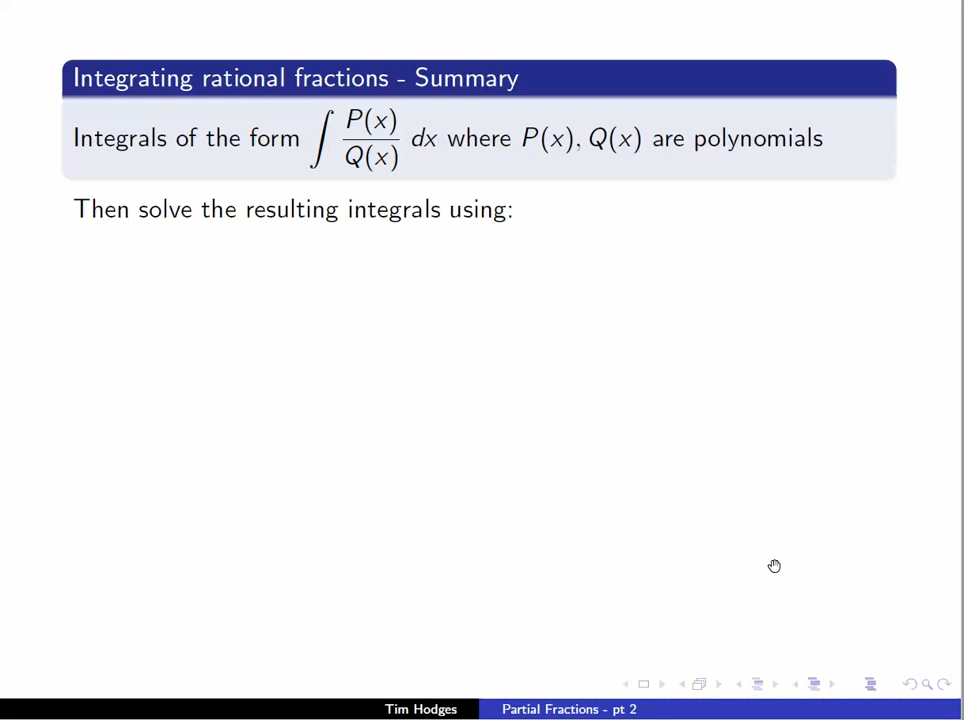 Integrating rational fractions - Summary
Integrals of the form ∫ P(x)/Q(x) dx where P(x), Q(x) are polynomials
Then solve the resulting integrals using:
Tim Hodges
Partial Fractions - pt 2